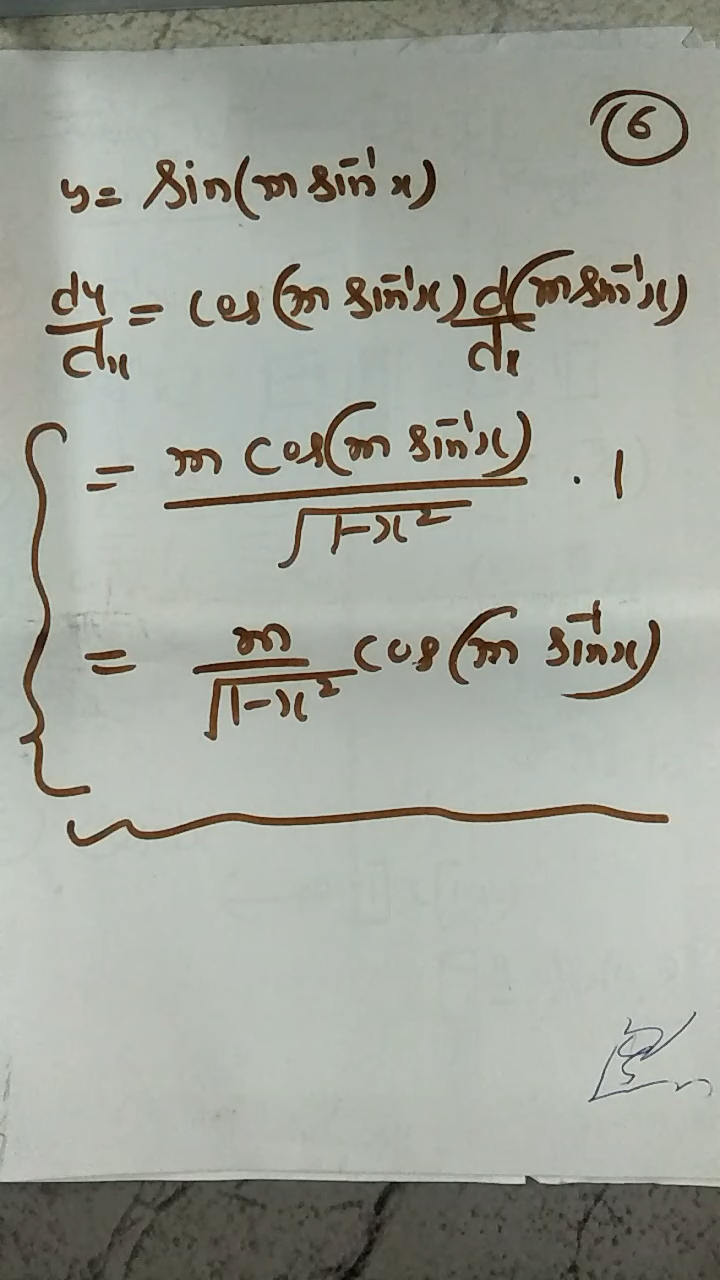 6
y = sin(m sin⁻¹x)
dy/dx = cos(m sin⁻¹x) d/dx (m sin⁻¹x)
= m cos(m sin⁻¹x)/√1-x² . 1
= m/√1-x² cos(m sin⁻¹x)